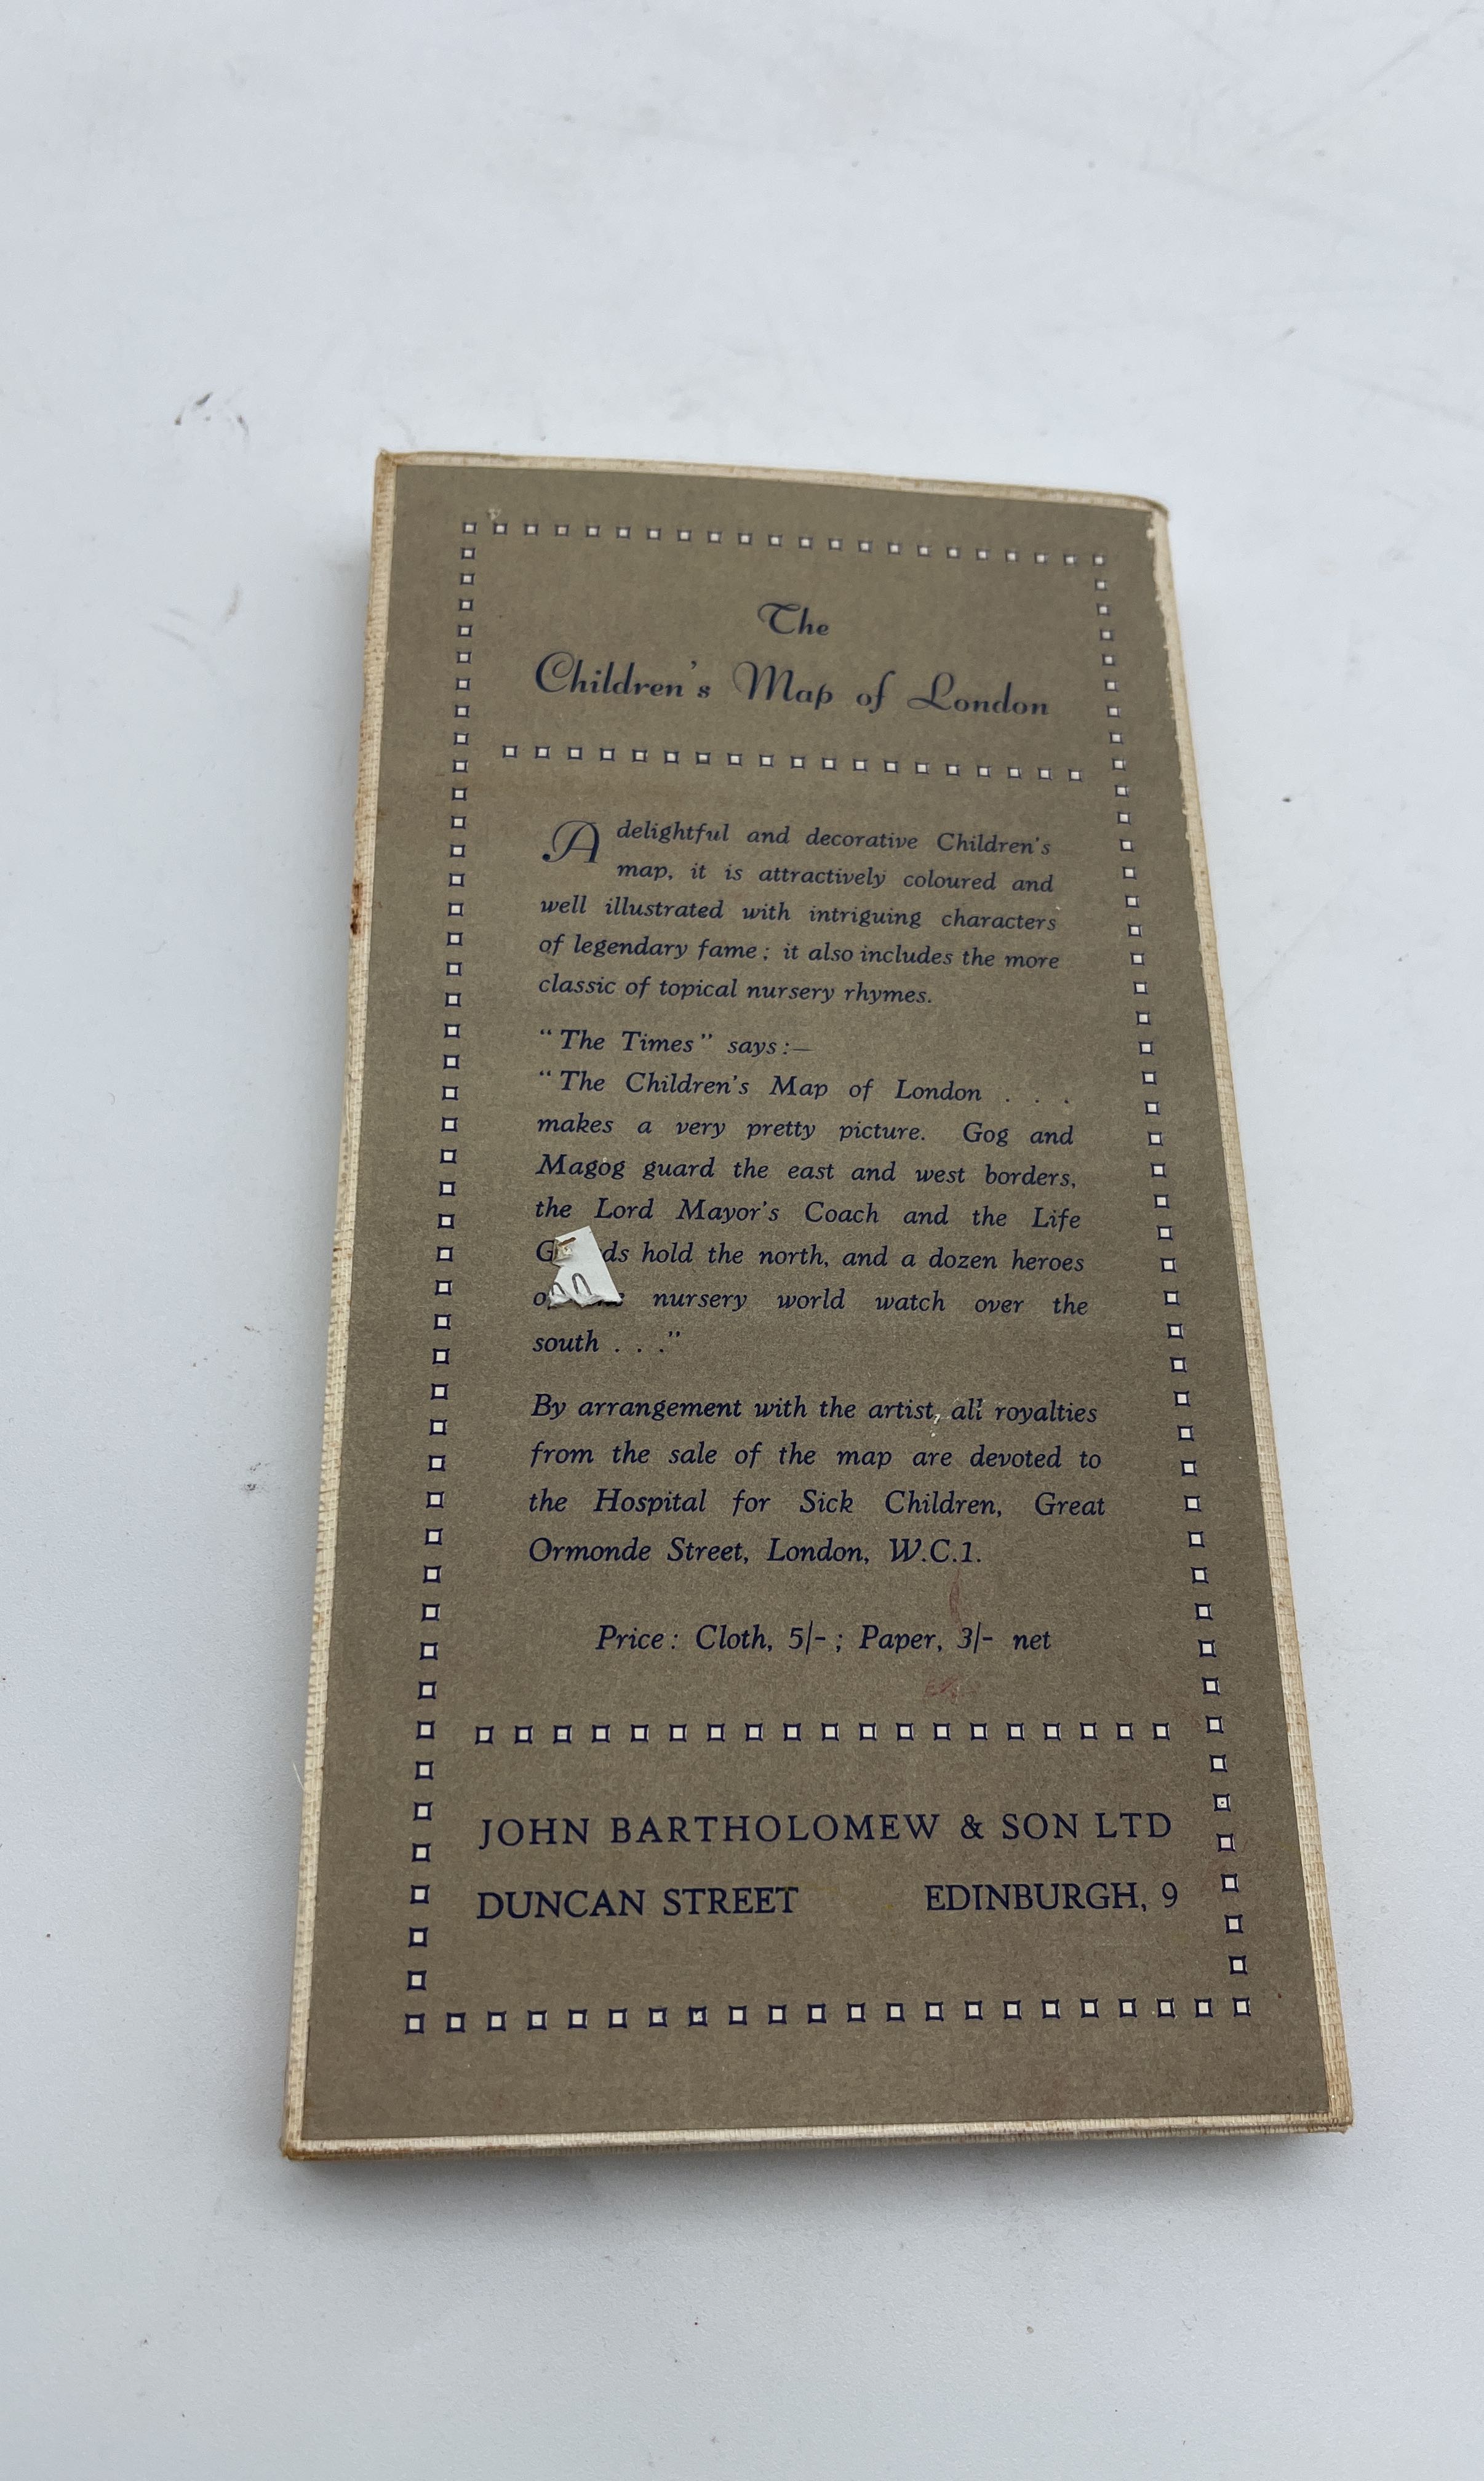 The
Children's Map of London
A delightful and decorative Children's
map, it is attractively coloured and
well illustrated with intriguing characters
of legendary fame; it also includes the more
classic of topical nursery rhymes.
"The Times" says:—
"The Children's Map of London . . .
makes a very pretty picture. Gog and
Magog guard the east and west borders,
the Lord Mayor's Coach and the Life
hold the north, and a dozen heroes
nursery world watch over the
south . . ."
By arrangement with the artist, all royalties
from the sale of the map are devoted to
the Hospital for Sick Children, Great
Ormonde Street, London, W.C.1.
Price: Cloth, 5/-; Paper, 3/- net
JOHN BARTHOLOMEW & SON LTD
DUNCAN STREET EDINBURGH, 9